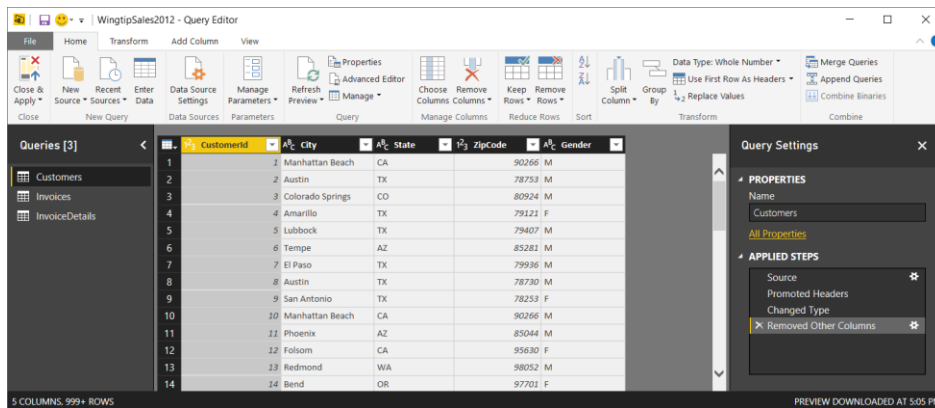 WingtipSales2012 - Query Editor
File Home Transform Add Column View
Close & Apply New Source Recent Sources Enter Data Data Source Settings Manage Parameters Refresh Preview Properties Advanced Editor Manage Choose Columns Remove Columns Keep Rows Remove Rows Split Column Group By Data Type: Whole Number Use First Row As Headers Replace Values Merge Queries Append Queries Combine Binaries
Close New Query Data Sources Parameters Query Manage Columns Reduce Rows Sort Transform Combine
Queries [3]
Customers
Invoices
InvoiceDetails
CustomerId City State ZipCode Gender
1 1 Manhattan Beach CA 90266 M
2 2 Austin TX 78753 M
3 3 Colorado Springs CO 80924 M
4 4 Amarillo TX 79121 F
5 5 Lubbock TX 79407 M
6 6 Tempe AZ 85281 M
7 7 El Paso TX 79936 M
8 8 Austin TX 78730 M
9 9 San Antonio TX 78253 F
10 10 Manhattan Beach CA 90266 M
11 11 Phoenix AZ 85044 M
12 12 Folsom CA 95630 F
13 13 Redmond WA 98052 M
14 14 Bend OR 97701 F
Query Settings
PROPERTIES
Name
Customers
All Properties
APPLIED STEPS
Source
Promoted Headers
Changed Type
Removed Other Columns
5 COLUMNS, 999+ ROWS
PREVIEW DOWNLOADED AT 5:05